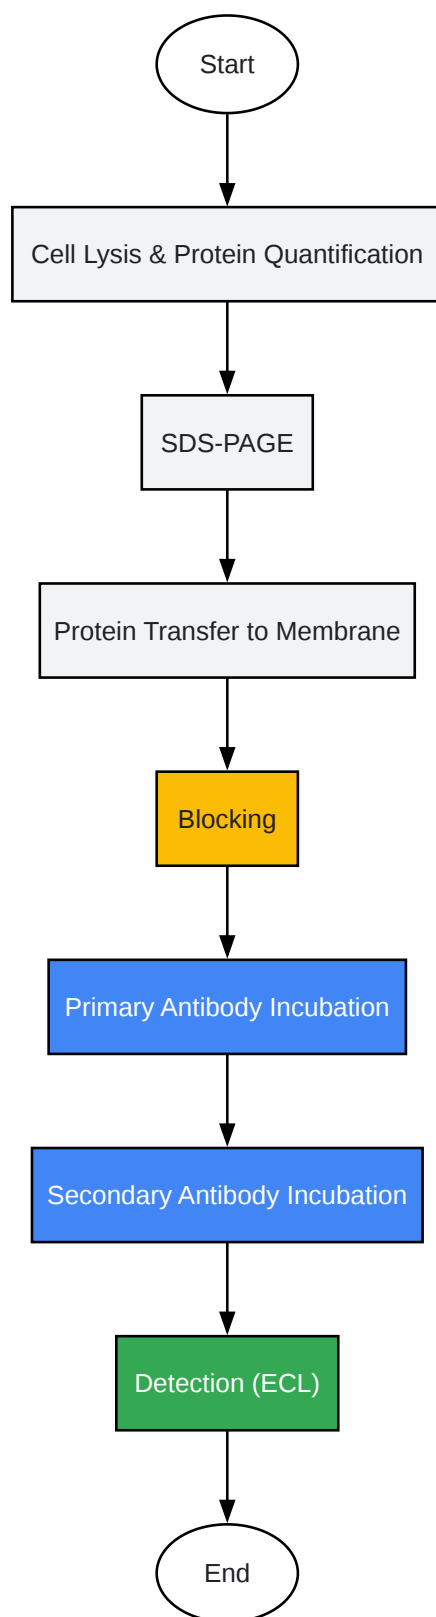 Start
Cell Lysis & Protein Quantification
SDS-PAGE
Protein Transfer to Membrane
Blocking
Primary Antibody Incubation
Secondary Antibody Incubation
Detection (ECL)
End